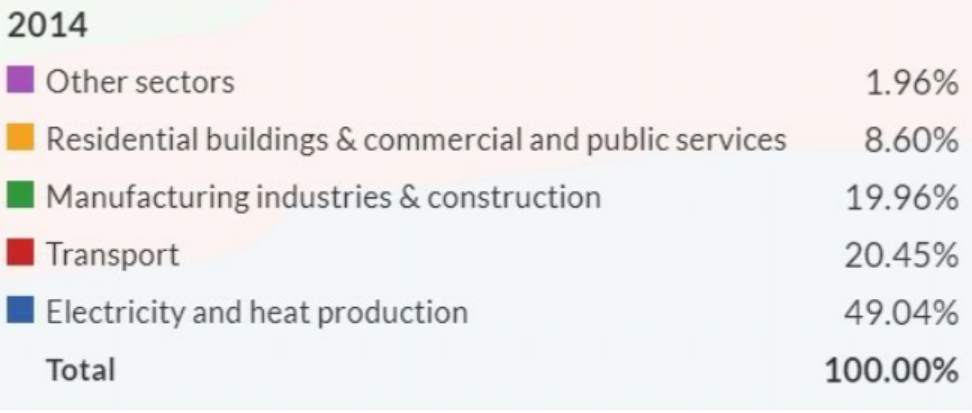 2014
Other sectors 1.96%
Residential buildings & commercial and public services 8.60%
Manufacturing industries & construction 19.96%
Transport 20.45%
Electricity and heat production 49.04%
Total 100.00%